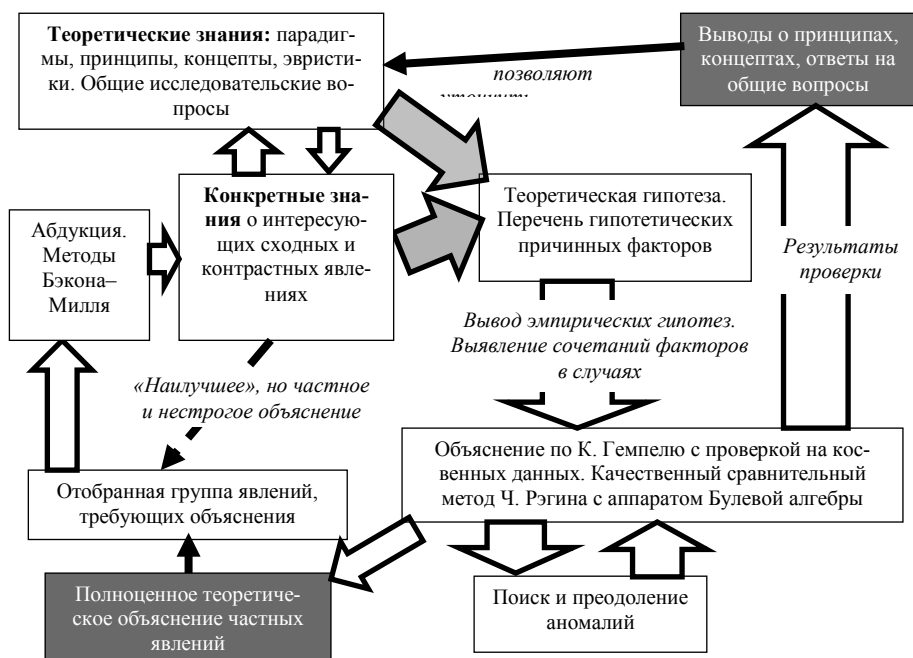 Теоретические знания: парадиг-
мы, принципы, концепты, эвристи-
ки. Общие исследовательские во-
просы
Выводы о принципах,
концептах, ответы на
общие вопросы
позволяют
Конкретные зна-
ния о интересую-
щих сходных и
контрастных явле-
ниях
Теоретическая гипотеза.
Перечень гипотетических
причинных факторов
Абдукция.
Методы
Бэкона–
Милля
Результаты
проверки
Вывод эмпирических гипотез.
Выявление сочетаний факторов
в случаях
«Наилучшее», но частное
и нестрогое объяснение
Объяснение по К. Гемпелю с проверкой на кос-
венных данных. Качественный сравнительный
метод Ч. Рэгина с аппаратом Булевой алгебры
Отобранная группа явлений,
требующих объяснения
Полноценное теоретиче-
ское объяснение частных
явлений
Поиск и преодоление
аномалий